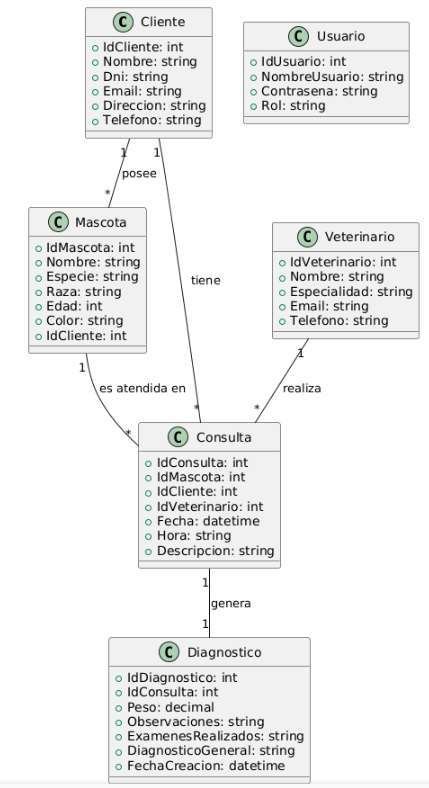 C Cliente
IdCliente: int
Nombre: string
Dni: string
Email: string
Direccion: string
Telefono: string
C Usuario
IdUsuario: int
NombreUsuario: string
Contrasena: string
Rol: string
1
1
posee
*
C Mascota
IdMascota: int
Nombre: string
Especie: string
Raza: string
Edad: int
Color: string
IdCliente: int
C Veterinario
IdVeterinario: int
Nombre: string
Especialidad: string
Email: string
Telefono: string
tiene
1
1
es atendida en
realiza
*
*
*
C Consulta
IdConsulta: int
IdMascota: int
IdCliente: int
IdVeterinario: int
Fecha: datetime
Hora: string
Descripcion: string
1
genera
1
C Diagnostico
IdDiagnostico: int
IdConsulta: int
Peso: decimal
Observaciones: string
ExamenesRealizados: string
DiagnosticoGeneral: string
FechaCreacion: datetime